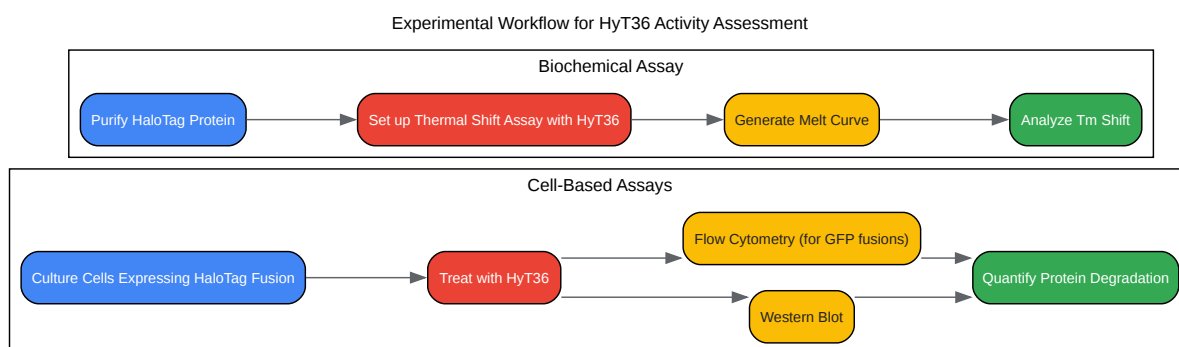 Experimental Workflow for HyT36 Activity Assessment
Biochemical Assay
Purify HaloTag Protein
Set up Thermal Shift Assay with HyT36
Generate Melt Curve
Analyze Tm Shift
Cell-Based Assays
Culture Cells Expressing HaloTag Fusion
Treat with HyT36
Flow Cytometry (for GFP fusions)
Western Blot
Quantify Protein Degradation